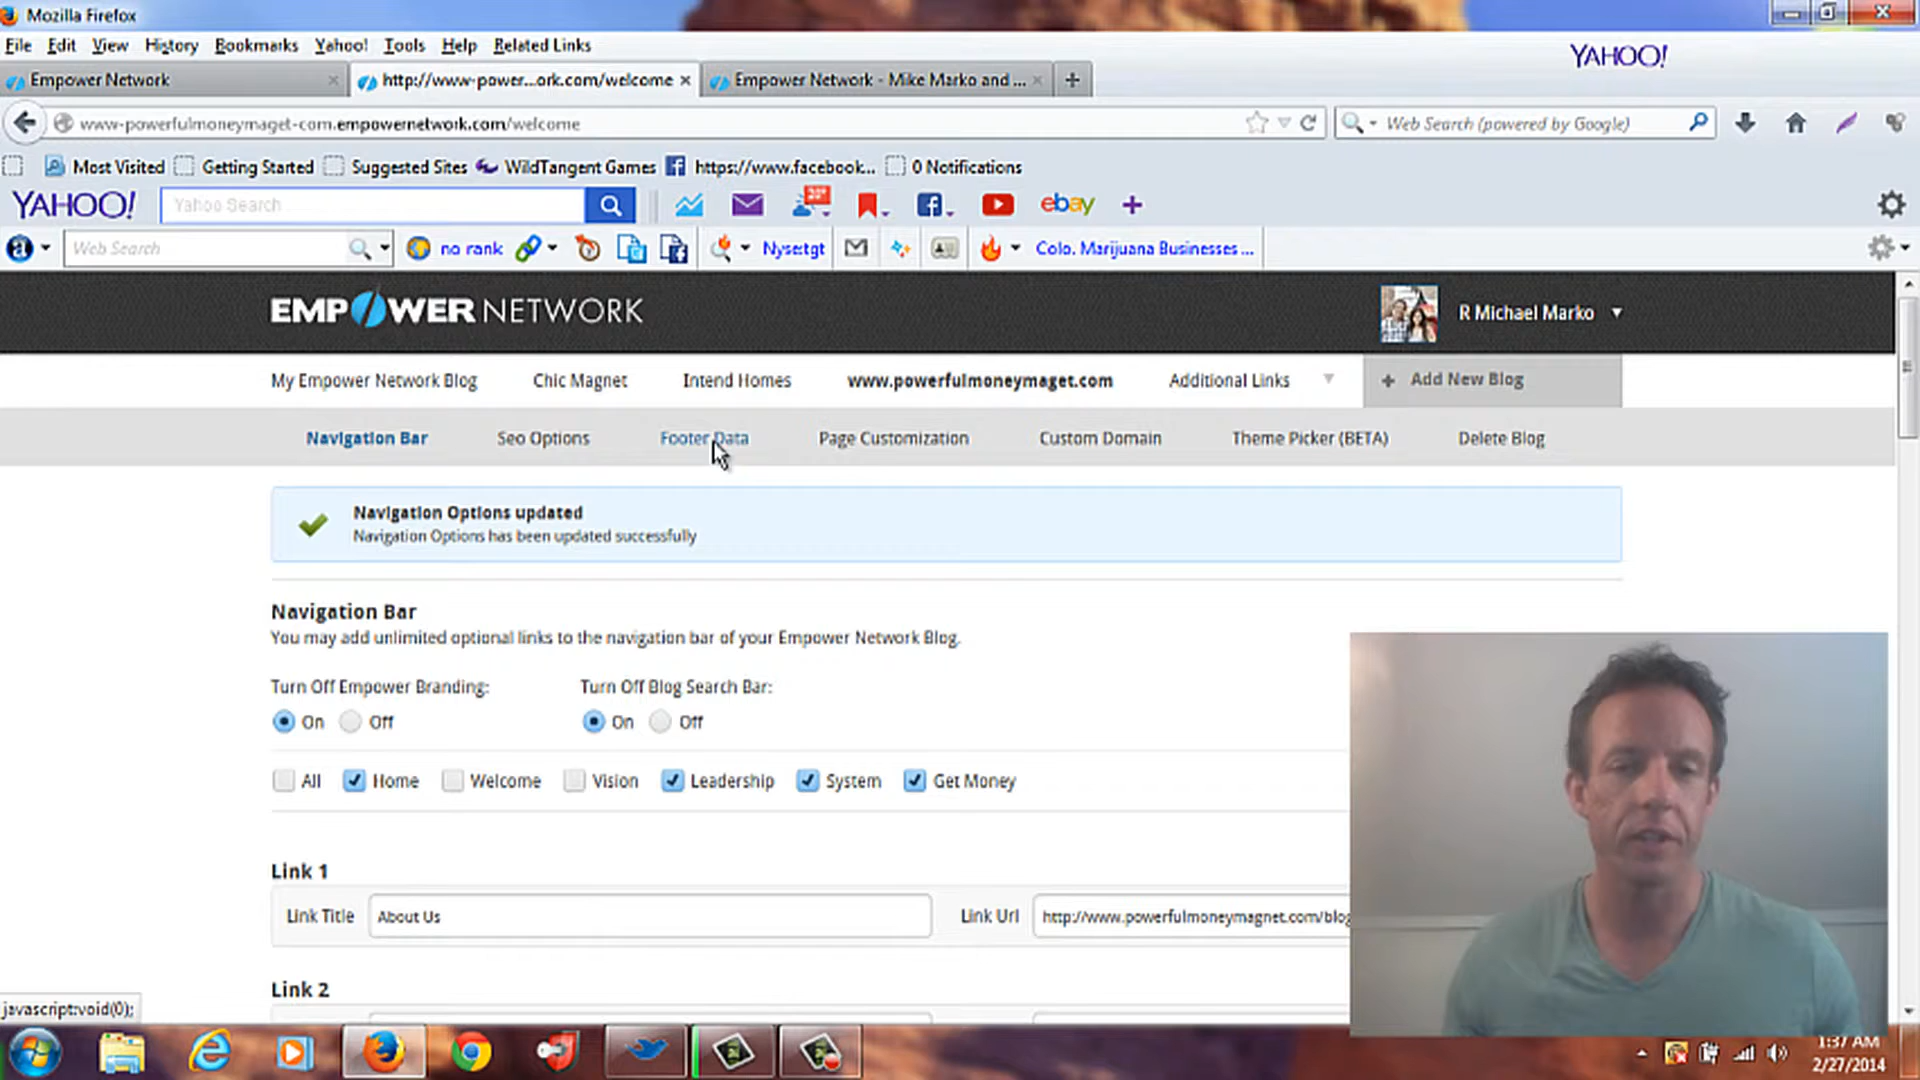 Mozilla Firefox
File Edit View History Bookmarks Yahoo! Tools Help Related Links
YAHOO!
Empower Network
http://www-power...ork.com/welcome
Empower Network - Mike Marko and ...
www-powerfulmoneymaget-com.empowernetwork.com/welcome
Web Search (powered by Google)
Most Visited Getting Started Suggested Sites WildTangent Games https://www.facebook... 0 Notifications
YAHOO!
Yahoo Search
ebay
Web Search
no rank
Nyse:tgt
Colo. Marijuana Businesses ...
EMPOWER NETWORK
R Michael Marko
My Empower Network Blog Chic Magnet Intend Homes www.powerfulmoneymaget.com Additional Links + Add New Blog
Navigation Bar Seo Options Footer Data Page Customization Custom Domain Theme Picker (BETA) Delete Blog
Navigation Options updated
Navigation Options has been updated successfully
Navigation Bar
You may add unlimited optional links to the navigation bar of your Empower Network Blog.
Turn Off Empower Branding: Turn Off Blog Search Bar:
On Off On Off
All Home Welcome Vision Leadership System Get Money
Link 1
Link Title About Us Link Url http://www.powerfulmoneymagnet.com/blog
Link 2
javascript:void(0);
1:37 AM
2/27/2014